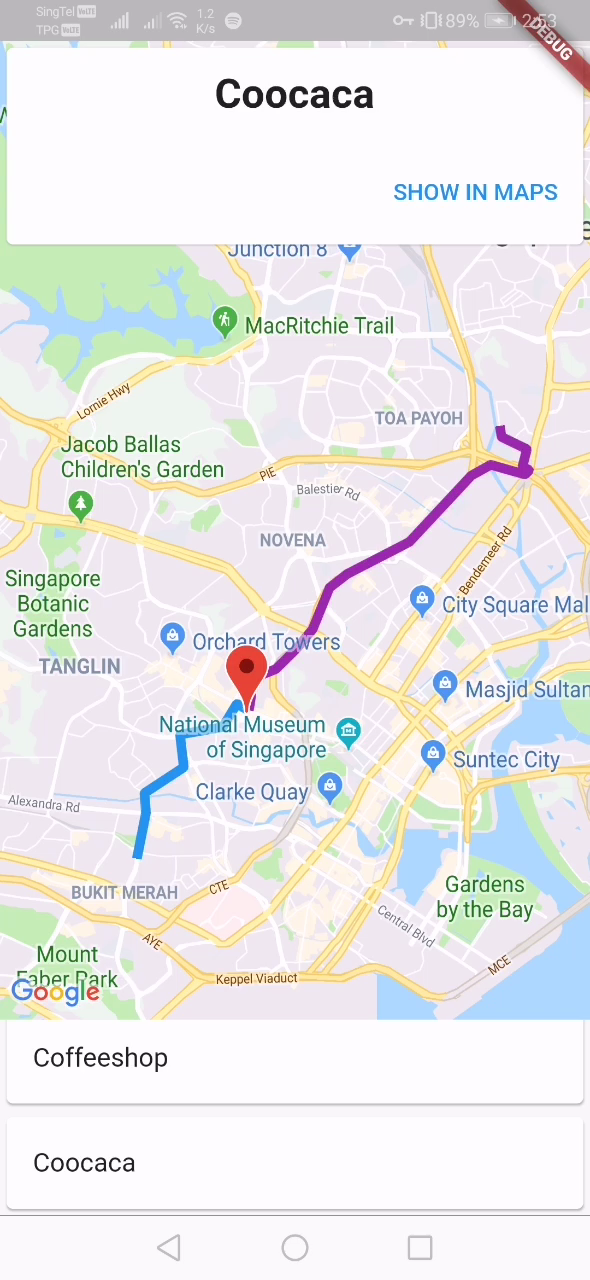 SingTel VoLTE
TPG VoLTE
1.2
K/s
89%
2:53
DEBUG
Coocaca
SHOW IN MAPS
Junction 8
MacRitchie Trail
Lornie Hwy
TOA PAYOH
Jacob Ballas
Children's Garden
PIE
Balestier Rd
NOVENA
Bendemeer Rd
Singapore
Botanic
Gardens
City Square Mal
Orchard Towers
TANGLIN
Masjid Sultan
National Museum
of Singapore
Suntec City
Clarke Quay
Alexandra Rd
BUKIT MERAH
CTE
Gardens
by the Bay
Central Blvd
AYE
Mount
Faber Park
Keppel Viaduct
MCE
Google
Coffeeshop
Coocaca